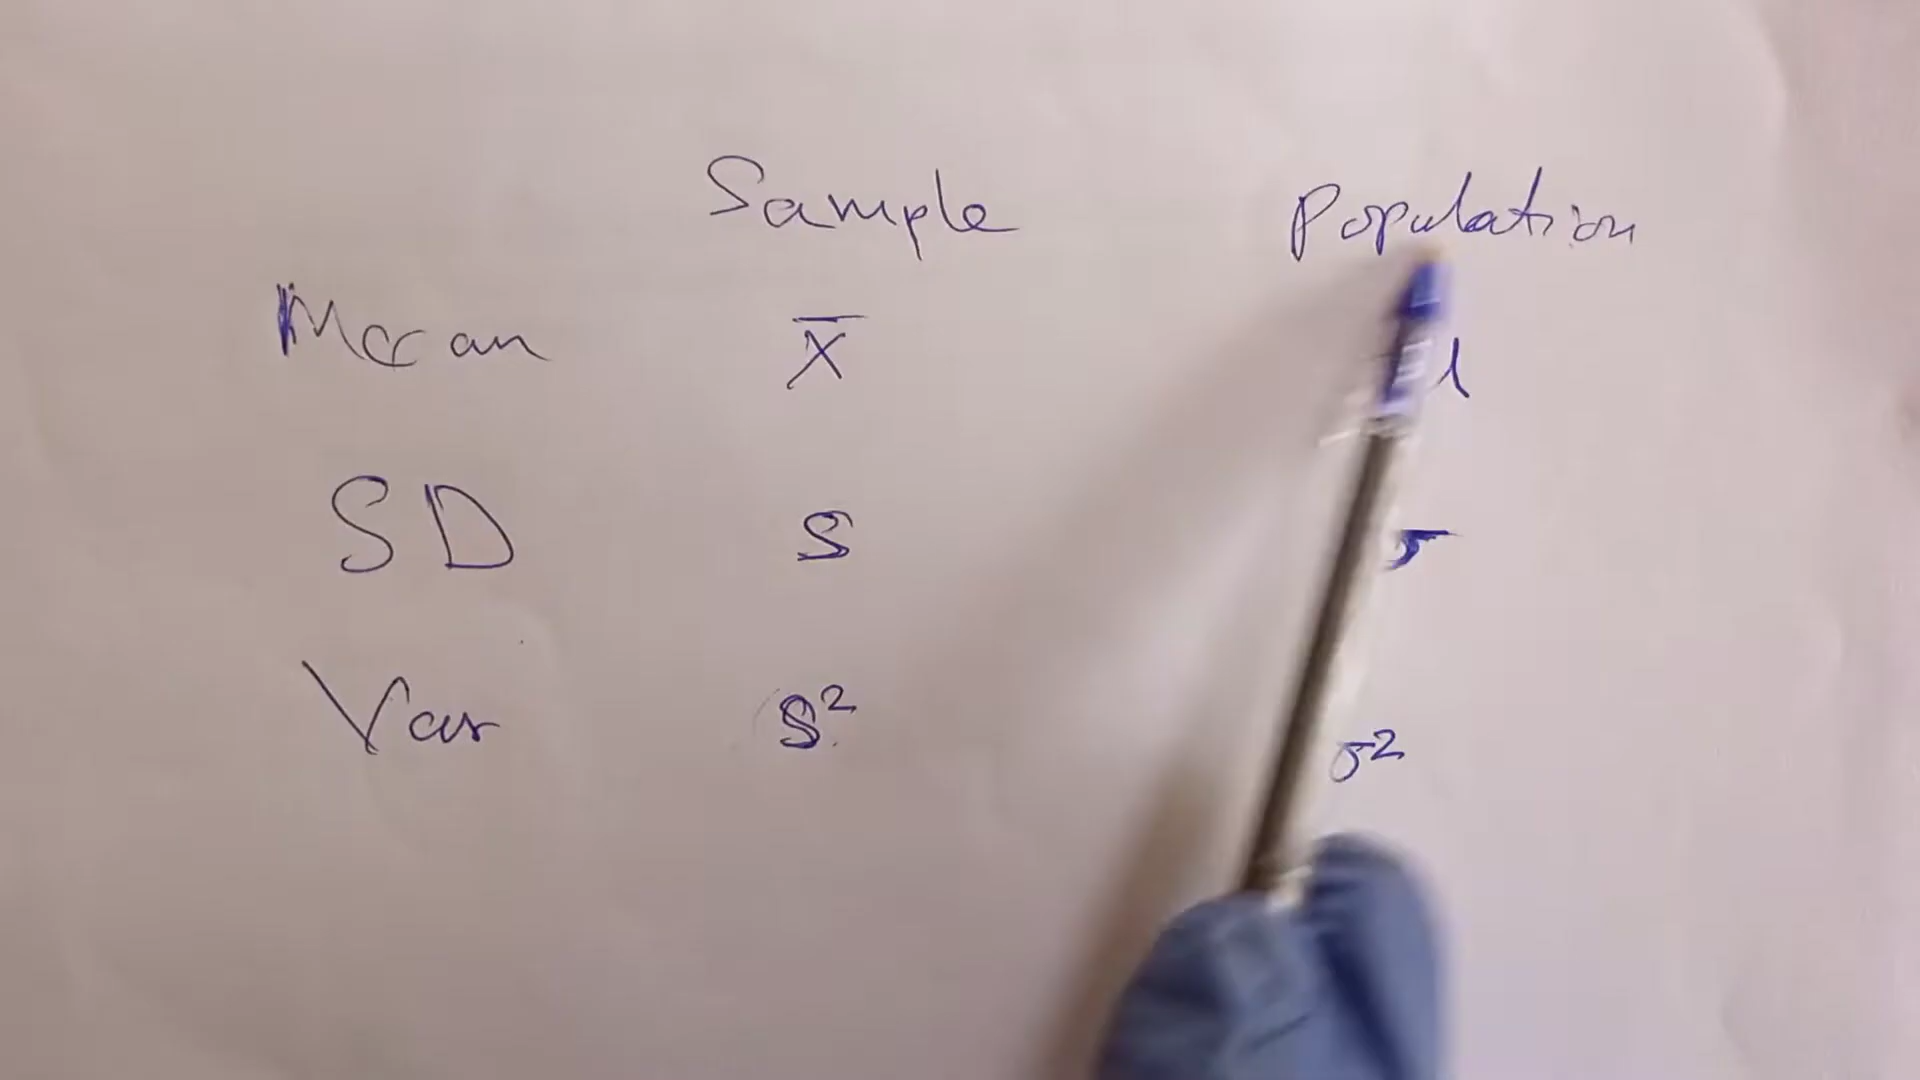 Sample Population
Mean X̄
SD S σ
Var S² σ²